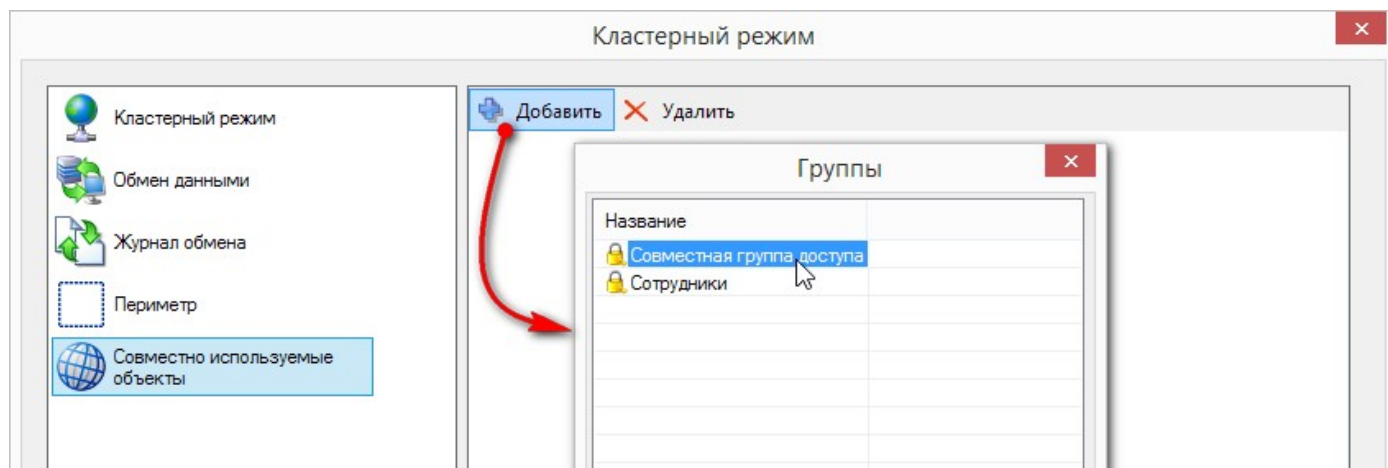 Кластерный режим
Кластерный режим
Обмен данными
Журнал обмена
Периметр
Совместно используемые
объекты
Добавить
Удалить
Группы
Название
Совместная группа доступа
Сотрудники